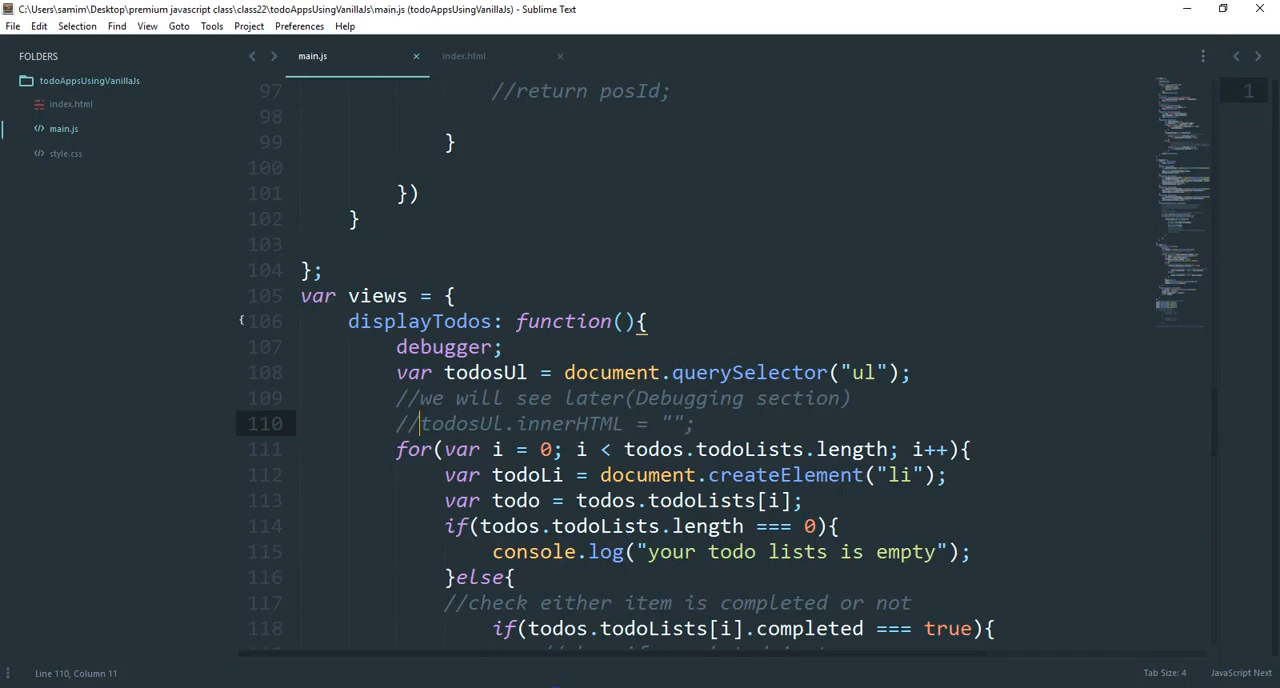 C:\Users\samim\Desktop\premium javascript class\class22\todoAppsUsingVanillaJs\main.js (todoAppsUsingVanillaJs) - Sublime Text
File Edit Selection Find View Goto Tools Project Preferences Help
FOLDERS
todoAppsUsingVanillaJs
index.html
main.js
style.css
main.js × index.html ×
97 //return posId;
98
99 }
100
101 })
102 }
103
104 };
105 var views = {
106 displayTodos: function(){
107 debugger;
108 var todosUl = document.querySelector("ul");
109 //we will see later(Debugging section)
110 //todosUl.innerHTML = "";
111 for(var i = 0; i < todos.todoLists.length; i++){
112 var todoLi = document.createElement("li");
113 var todo = todos.todoLists[i];
114 if(todos.todoLists.length === 0){
115 console.log("your todo lists is empty");
116 }else{
117 //check either item is completed or not
118 if(todos.todoLists[i].completed === true){
1
Line 110, Column 11
Tab Size: 4 JavaScript Next